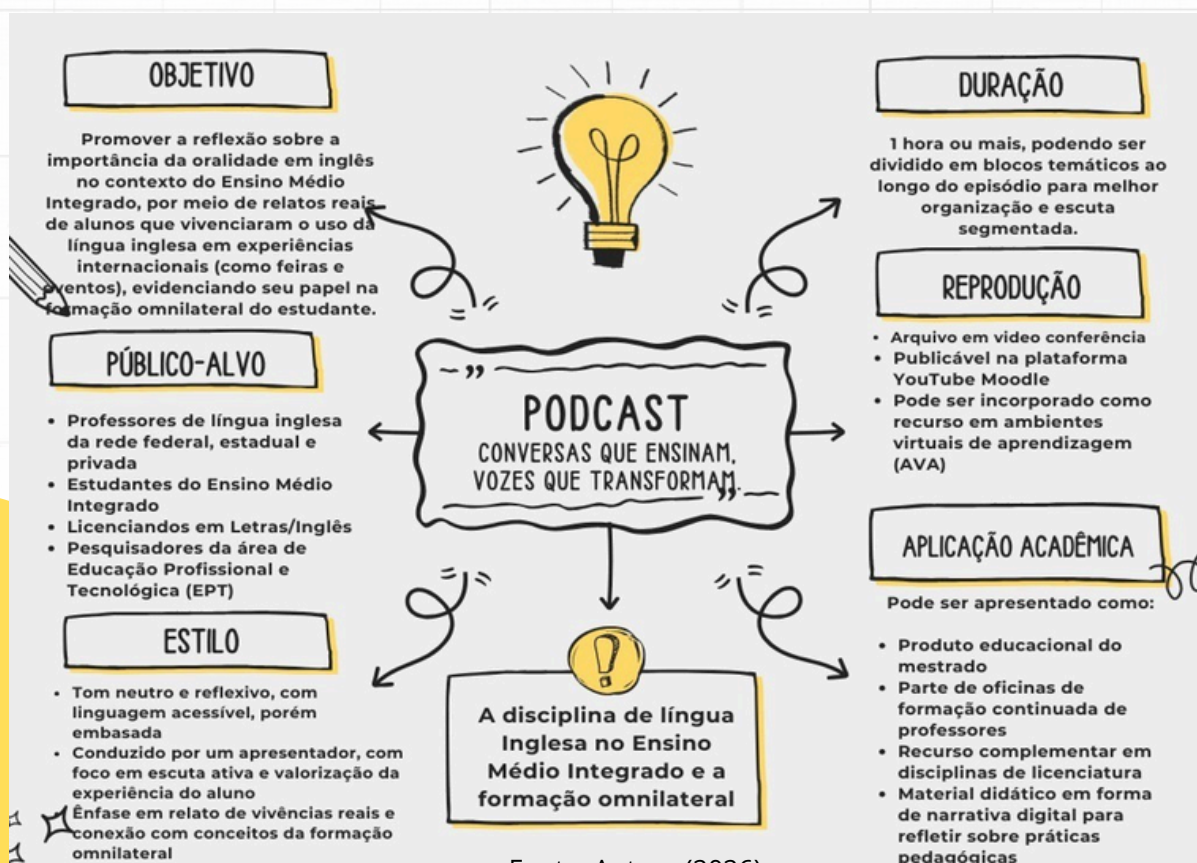 OBJETIVO
Promover a reflexão sobre a
importância da oralidade em inglês
no contexto do Ensino Médio
Integrado, por meio de relatos reais
de alunos que vivenciaram o uso da
língua inglesa em experiências
internacionais (como feiras e
eventos), evidenciando seu papel na
formação omnilateral do estudante.
PÚBLICO-ALVO
• Professores de língua inglesa
da rede federal, estadual e
privada
• Estudantes do Ensino Médio
Integrado
• Licenciandos em Letras/Inglês
• Pesquisadores da área de
Educação Profissional e
Tecnológica (EPT)
ESTILO
• Tom neutro e reflexivo, com
linguagem acessível, porém
embasada
• Conduzido por um apresentador, com
foco em escuta ativa e valorização da
experiência do aluno
• Ênfase em relato de vivências reais e
conexão com conceitos da formação
omnilateral
PODCAST
CONVERSAS QUE ENSINAM,
VOZES QUE TRANSFORMAM.
A disciplina de língua
Inglesa no Ensino
Médio Integrado e a
formação omnilateral
DURAÇÃO
1 hora ou mais, podendo ser
dividido em blocos temáticos ao
longo do episódio para melhor
organização e escuta
segmentada.
REPRODUÇÃO
• Arquivo em video conferência
• Publicável na plataforma
YouTube Moodle
• Pode ser incorporado como
recurso em ambientes
virtuais de aprendizagem
(AVA)
APLICAÇÃO ACADÊMICA
Pode ser apresentado como:
• Produto educacional do
mestrado
• Parte de oficinas de
formação continuada de
professores
• Recurso complementar em
disciplinas de licenciatura
• Material didático em forma
de narrativa digital para
refletir sobre práticas
pedagógicas